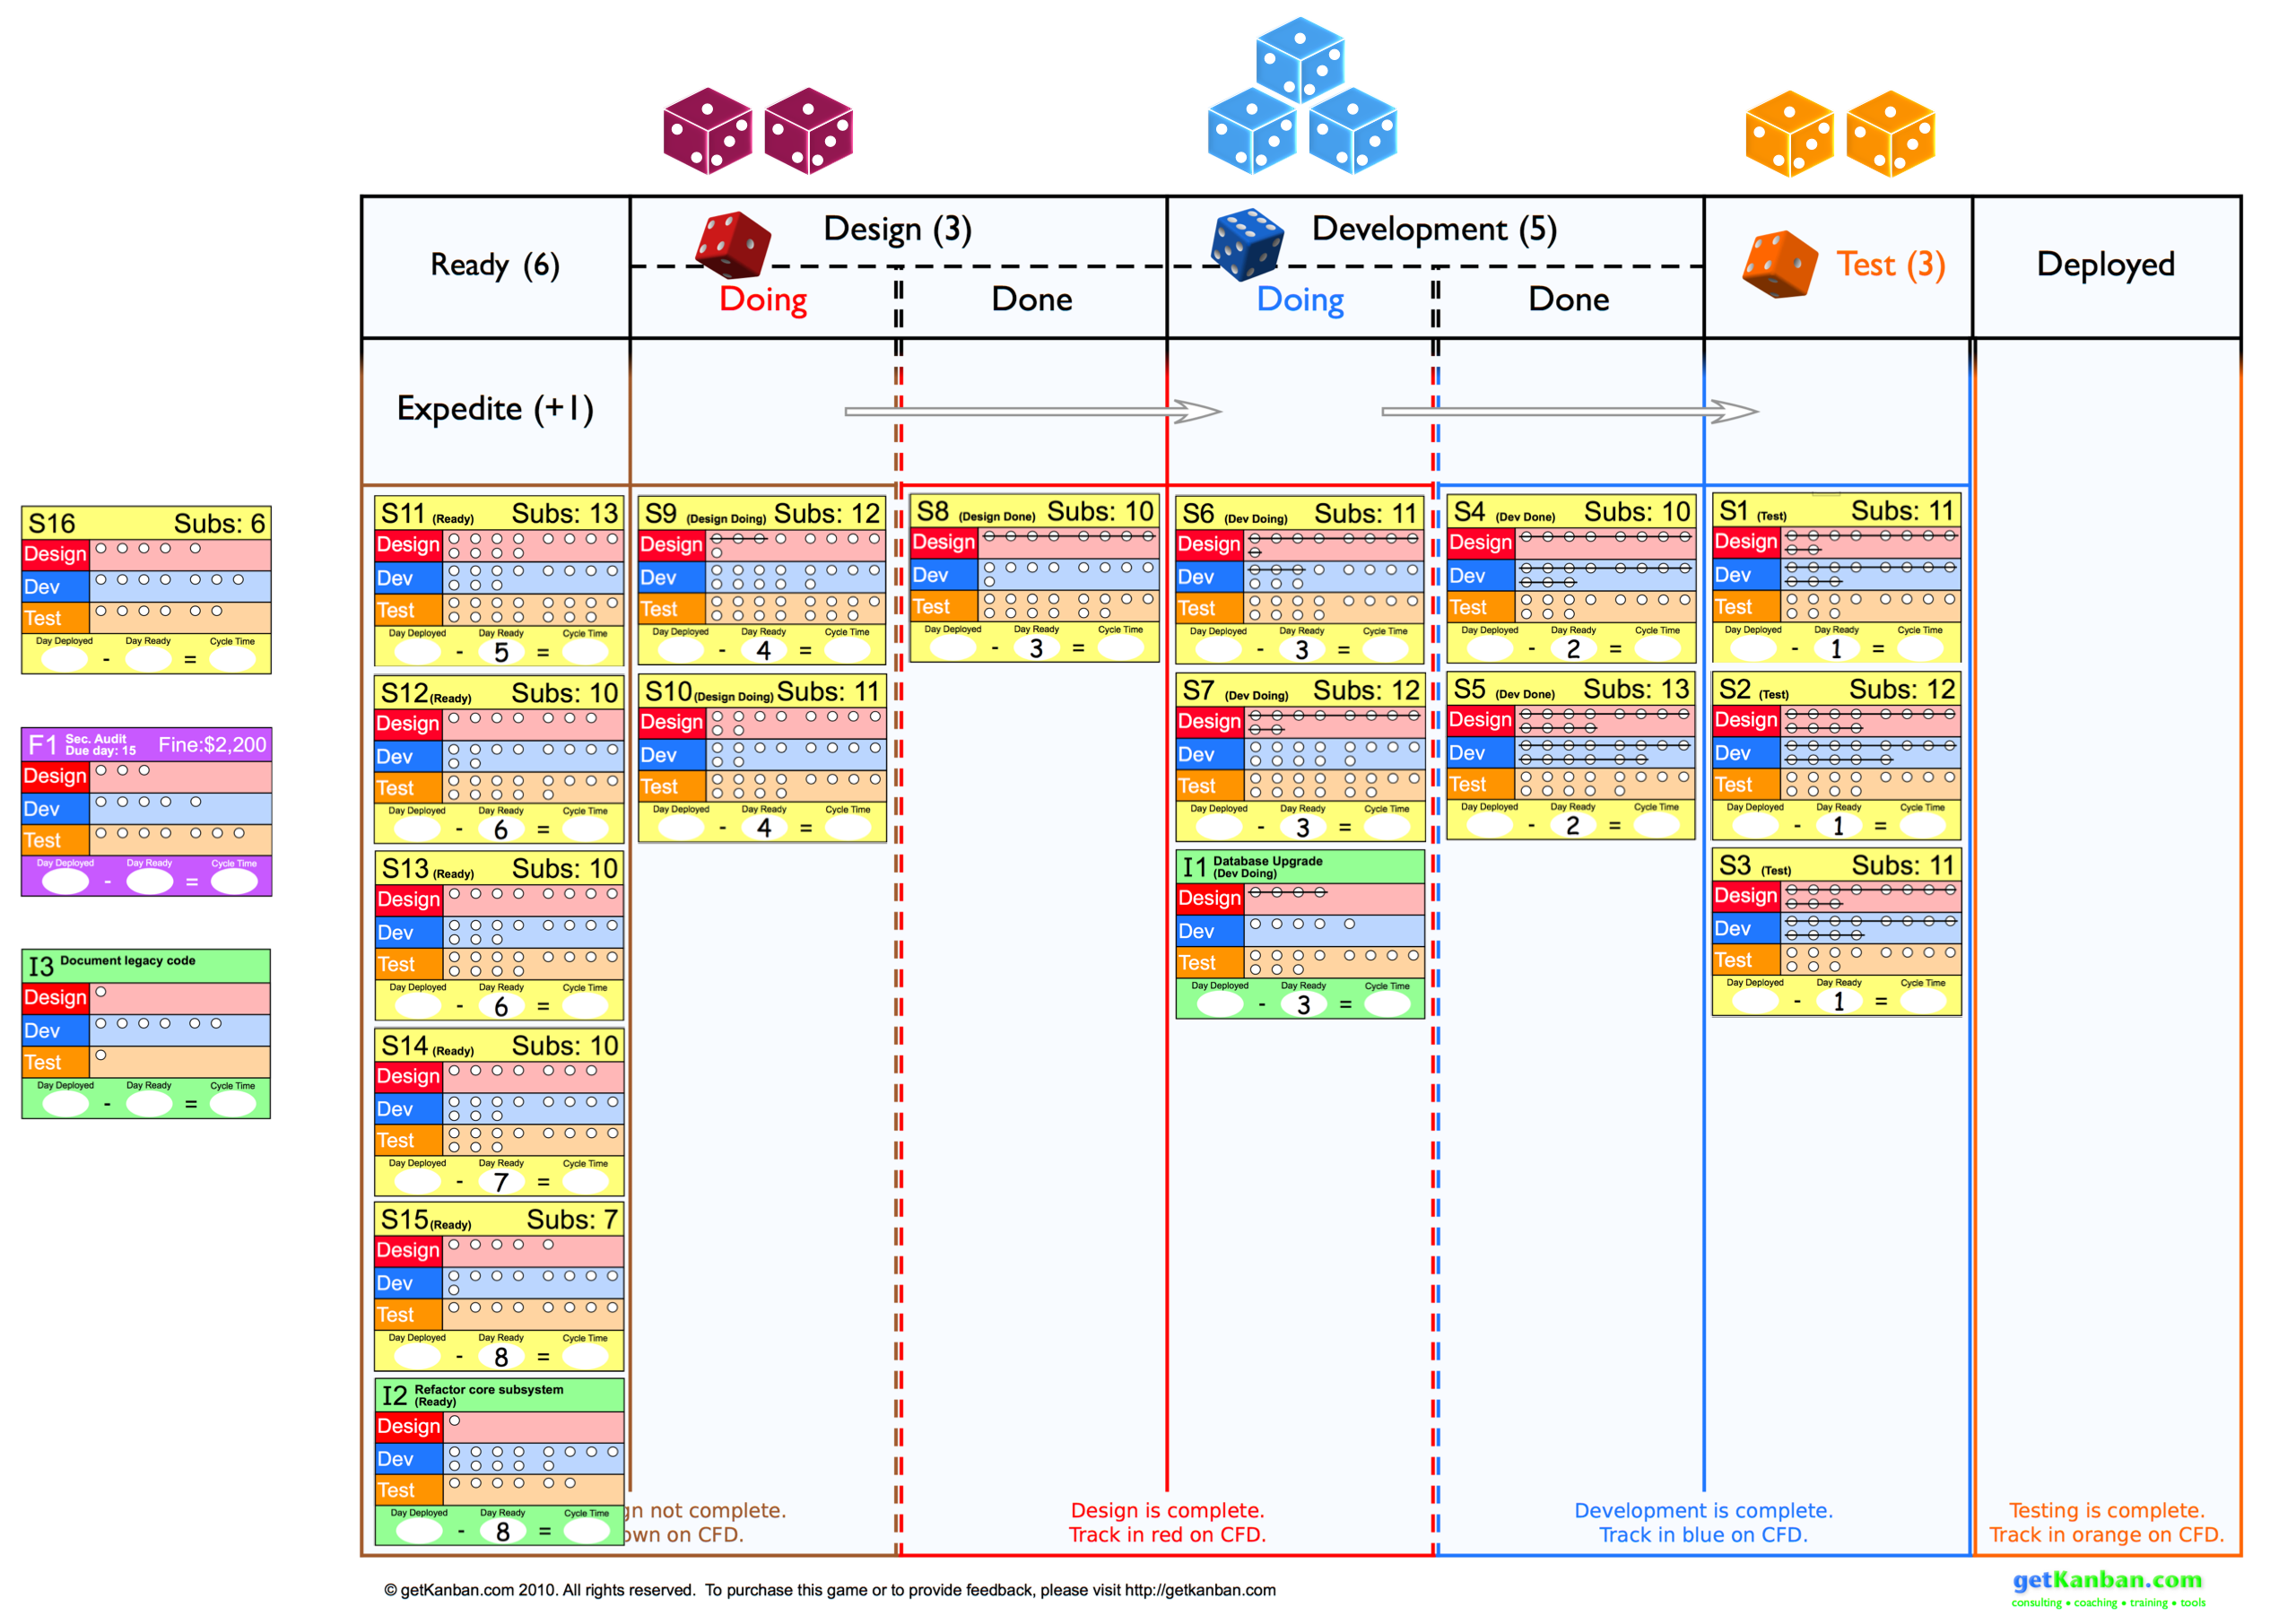 Ready (6)
Design (3)
Doing
Done
Development (5)
Doing
Done
Test (3)
Deployed
Expedite (+1)
S16 Subs: 6
Design
Dev
Test
Day Deployed Day Ready Cycle Time
- =
F1 Sec. Audit
Due day: 15 Fine:$2,200
Design
Dev
Test
Day Deployed Day Ready Cycle Time
- =
I3 Document legacy code
Design
Dev
Test
Day Deployed Day Ready Cycle Time
- =
S11 (Ready) Subs: 13
Design
Dev
Test
Day Deployed Day Ready Cycle Time
- 5 =
S12 (Ready) Subs: 10
Design
Dev
Test
Day Deployed Day Ready Cycle Time
- 6 =
S13 (Ready) Subs: 10
Design
Dev
Test
Day Deployed Day Ready Cycle Time
- 6 =
S14 (Ready) Subs: 10
Design
Dev
Test
Day Deployed Day Ready Cycle Time
- 7 =
S15 (Ready) Subs: 7
Design
Dev
Test
Day Deployed Day Ready Cycle Time
- 8 =
I2 Refactor core subsystem
(Ready)
Design
Dev
Test
Day Deployed Day Ready Cycle Time
- 8 =
S9 (Design Doing) Subs: 12
Design
Dev
Test
Day Deployed Day Ready Cycle Time
- 4 =
S10 (Design Doing) Subs: 11
Design
Dev
Test
Day Deployed Day Ready Cycle Time
- 4 =
S8 (Design Done) Subs: 10
Design
Dev
Test
Day Deployed Day Ready Cycle Time
- 3 =
S6 (Dev Doing) Subs: 11
Design
Dev
Test
Day Deployed Day Ready Cycle Time
- 3 =
S7 (Dev Doing) Subs: 12
Design
Dev
Test
Day Deployed Day Ready Cycle Time
- 3 =
I1 Database Upgrade
(Dev Doing)
Design
Dev
Test
Day Deployed Day Ready Cycle Time
- 3 =
S4 (Dev Done) Subs: 10
Design
Dev
Test
Day Deployed Day Ready Cycle Time
- 2 =
S5 (Dev Done) Subs: 13
Design
Dev
Test
Day Deployed Day Ready Cycle Time
- 2 =
S1 (Test) Subs: 11
Design
Dev
Test
Day Deployed Day Ready Cycle Time
- 1 =
S2 (Test) Subs: 12
Design
Dev
Test
Day Deployed Day Ready Cycle Time
- 1 =
S3 (Test) Subs: 11
Design
Dev
Test
Day Deployed Day Ready Cycle Time
- 1 =
not complete.
on CFD.
Design is complete.
Track in red on CFD.
Development is complete.
Track in blue on CFD.
Testing is complete.
Track in orange on CFD.
© getKanban.com 2010. All rights reserved. To purchase this game or to provide feedback, please visit http://getkanban.com
getKanban.com
consulting • coaching • training • tools